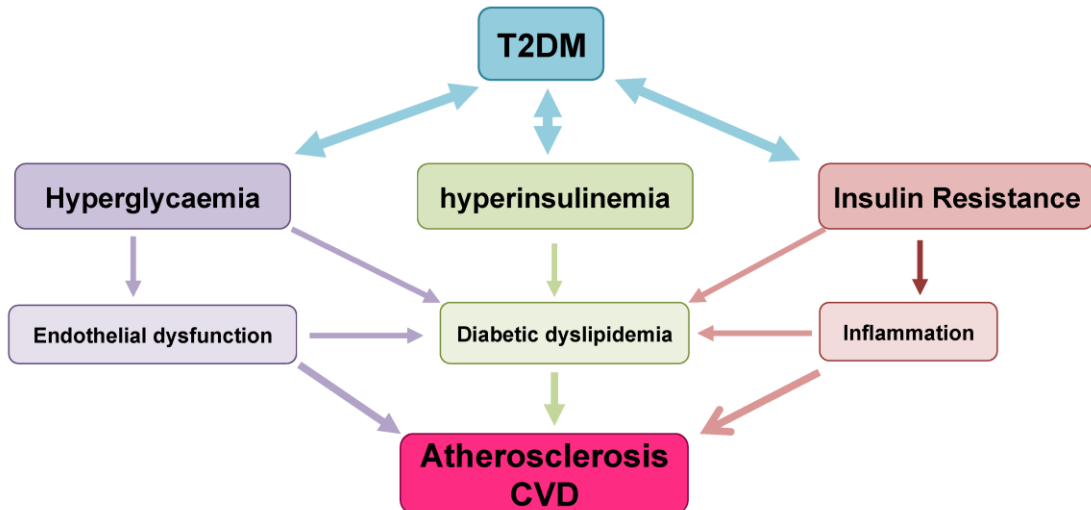 T2DM
Hyperglycaemia
hyperinsulinemia
Insulin Resistance
Endothelial dysfunction
Diabetic dyslipidemia
Inflammation
Atherosclerosis
CVD